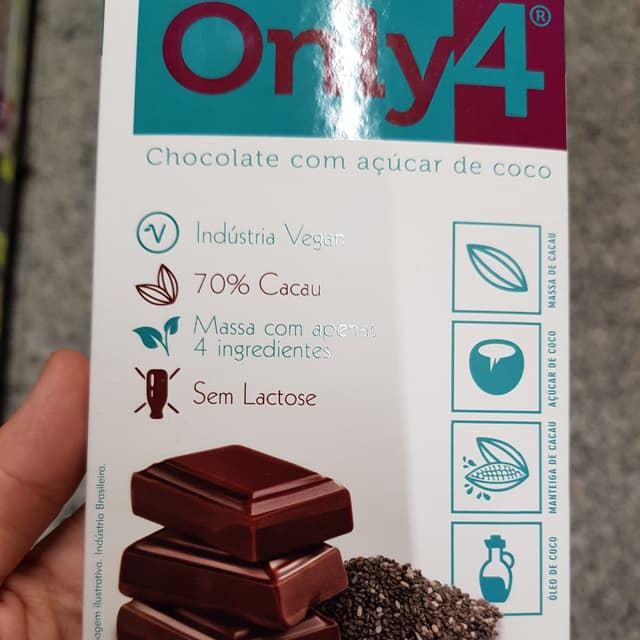 Only4®
Chocolate com açúcar de coco
Indústria Vegan
70% Cacau
Massa com apenas
4 ingredientes
Sem Lactose
MASSA DE CACAU
AÇÚCAR DE COCO
MANTEIGA DE CACAU
ÓLEO DE COCO
agem ilustrativa. Indústria Brasileira.